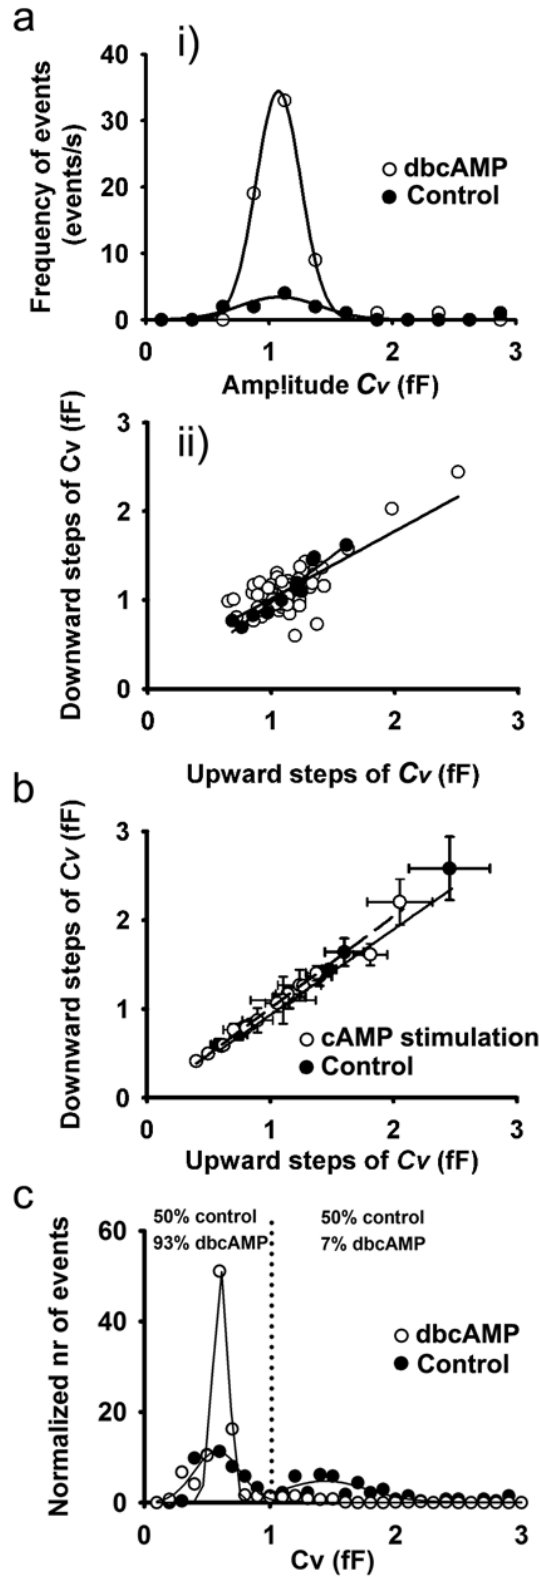 a
i)
40
30
20
10
0
Frequency of events
(events/s)
dbcAMP
Control
0 1 2 3
Amplitude Cv (fF)
ii)
3
2
1
0
Downward steps of Cv (fF)
0 1 2 3
Upward steps of Cv (fF)
b
3
2
1
0
Downward steps of Cv (fF)
cAMP stimulation
Control
0 1 2 3
Upward steps of Cv (fF)
c
50% control 50% control
93% dbcAMP 7% dbcAMP
60
40
20
0
Normalized nr of events
dbcAMP
Control
0 1 2 3
Cv (fF)